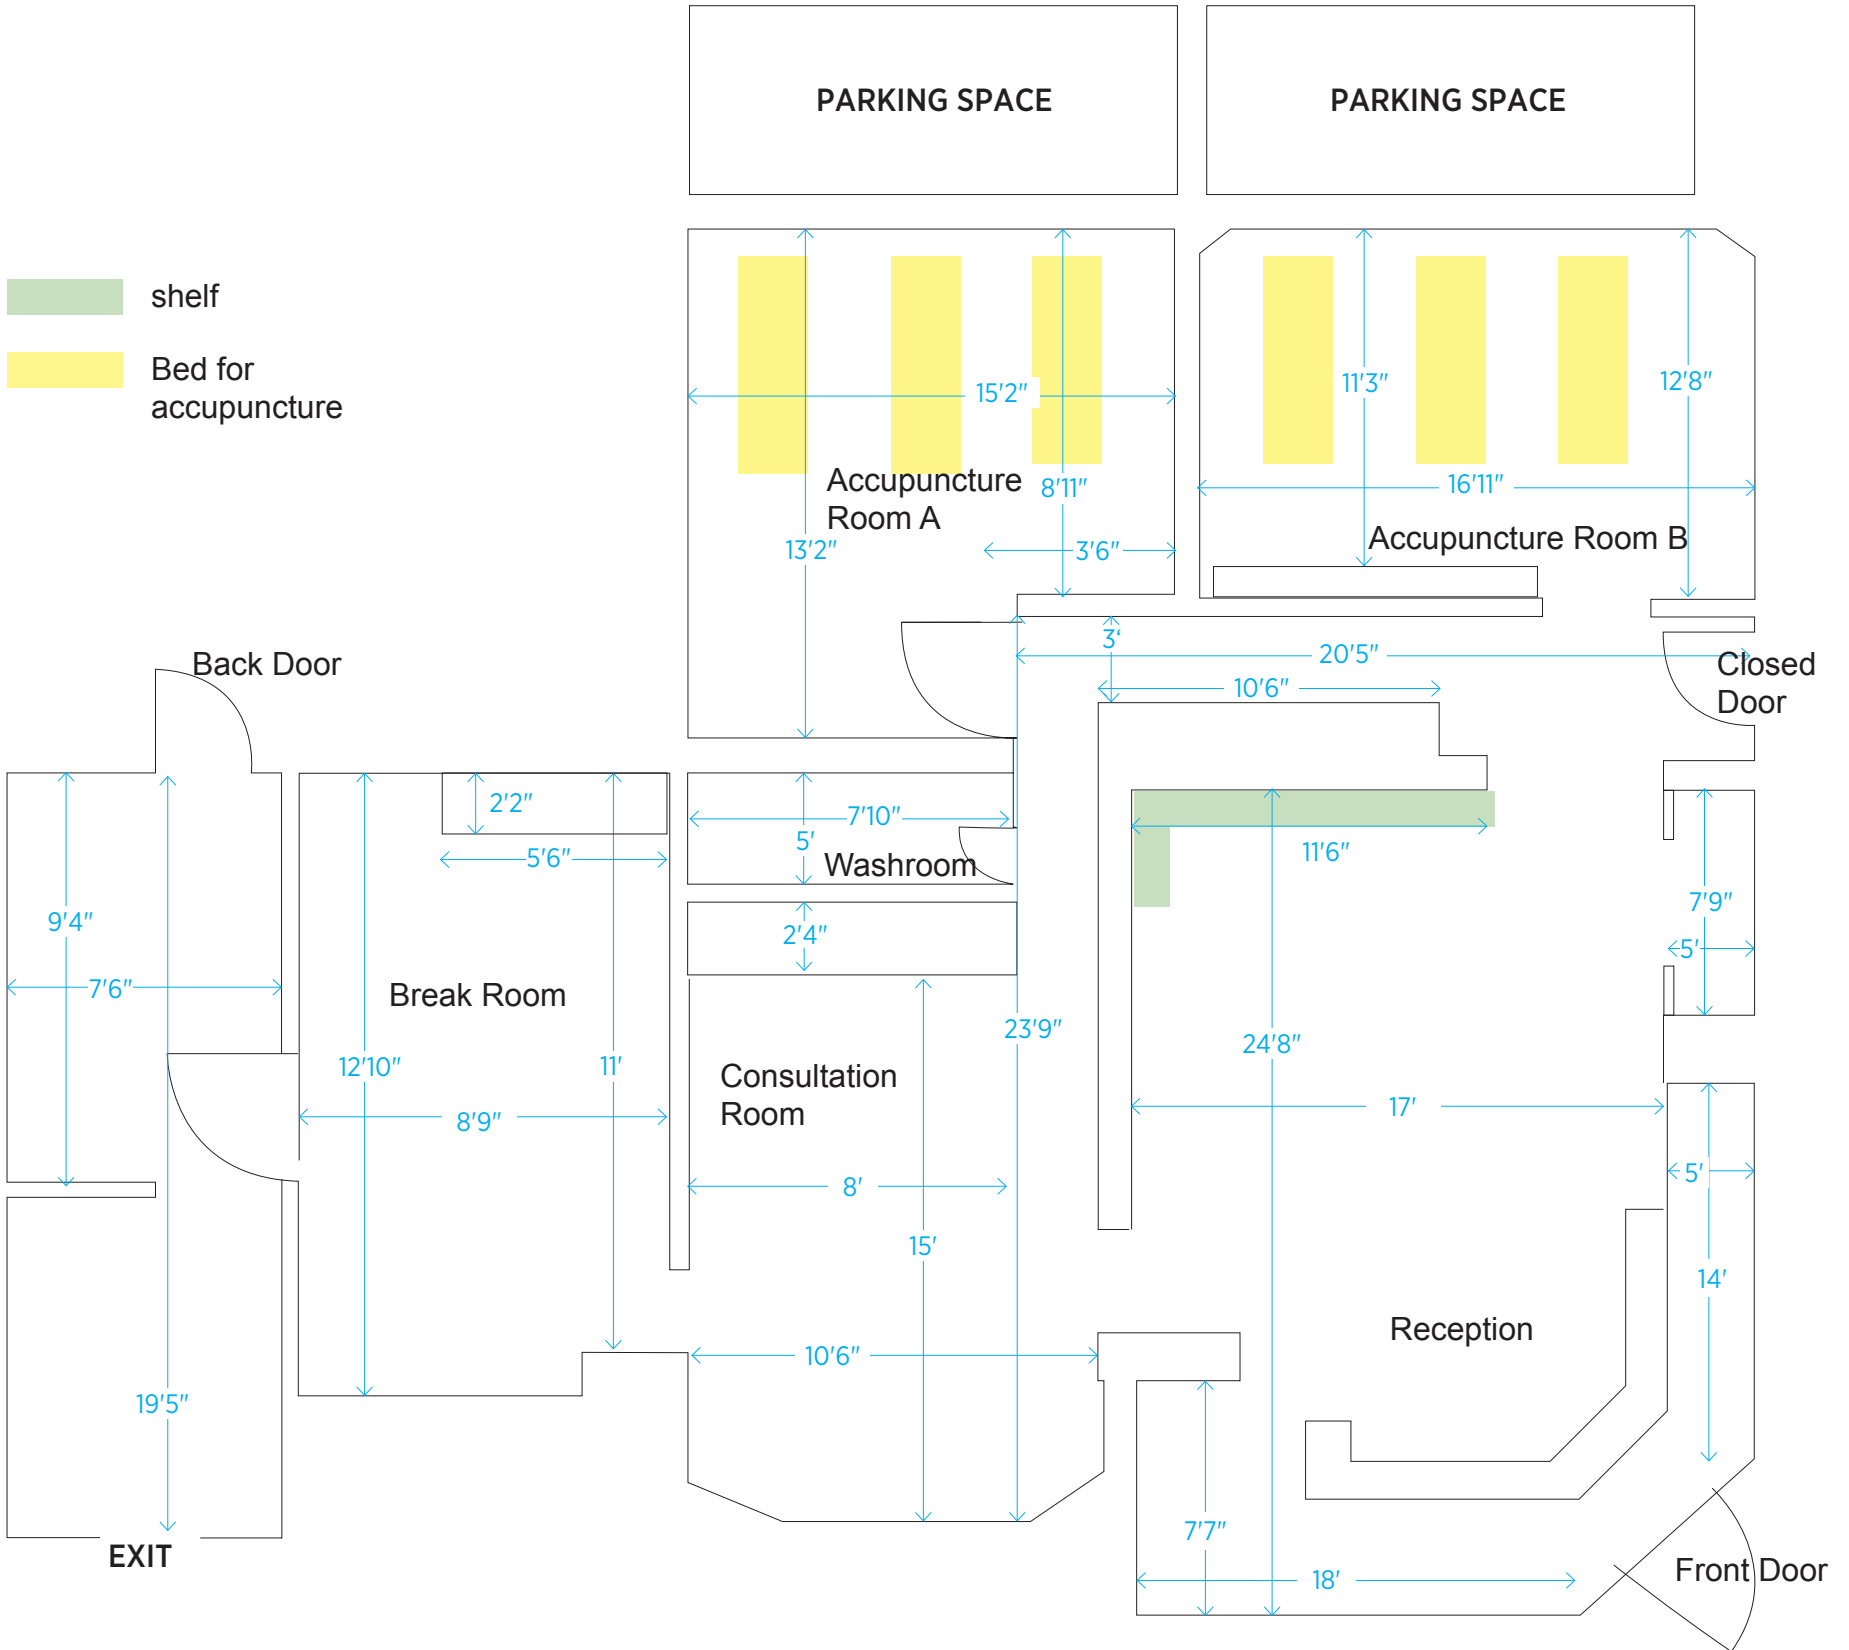 PARKING SPACE
PARKING SPACE
shelf
Bed for
accupuncture
15'2"
11'3"
12'8"
Accupuncture
Room A
8'11"
16'11"
13'2"
3'6"
Accupuncture Room B
3'
20'5"
10'6"
Closed
Door
Back Door
2'2"
5'6"
7'10"
5'
Washroom
11'6"
9'4"
7'6"
2'4"
7'9"
5'
Break Room
23'9"
24'8"
12'10"
11'
8'9"
Consultation
Room
17'
8'
5'
15'
14'
Reception
10'6"
19'5"
7'7"
18'
EXIT
Front Door